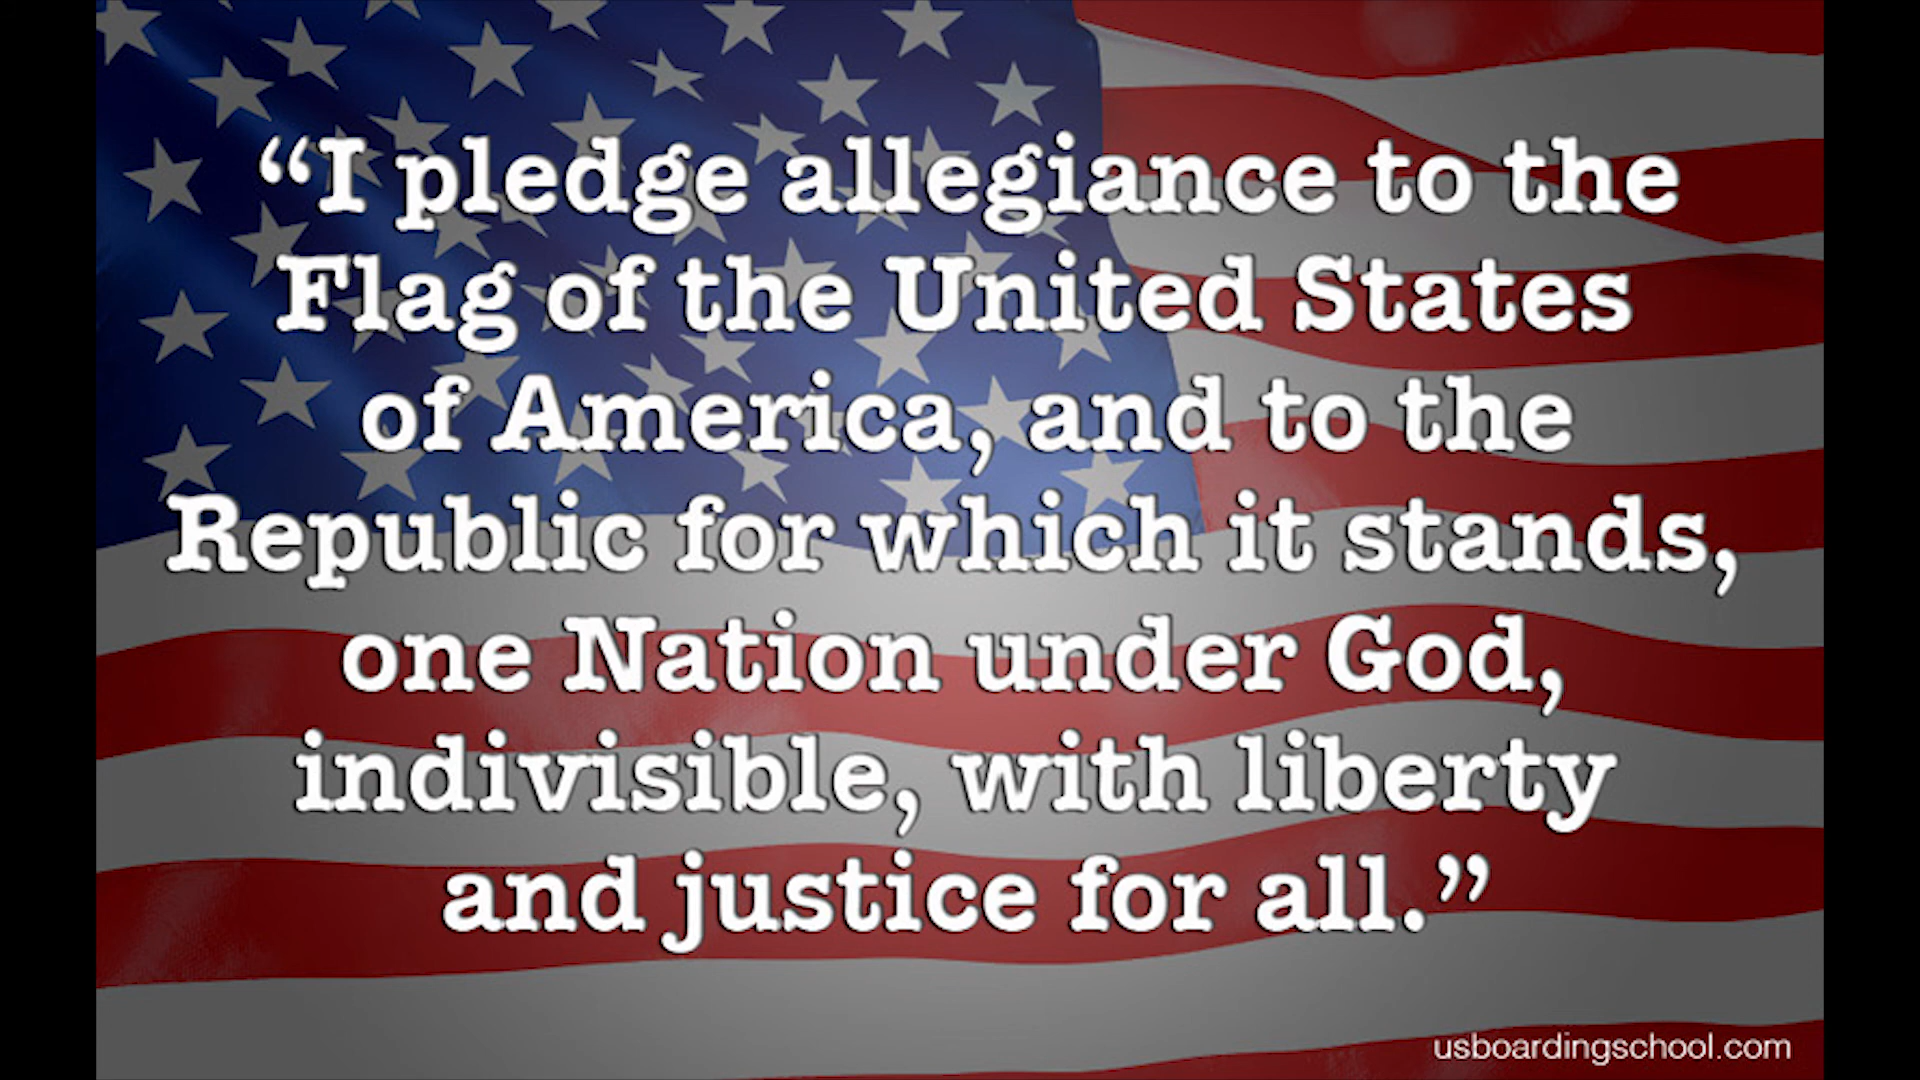 “I pledge allegiance to the
Flag of the United States
of America, and to the
Republic for which it stands,
one Nation under God,
indivisible, with liberty
and justice for all.”
usboardingschool.com